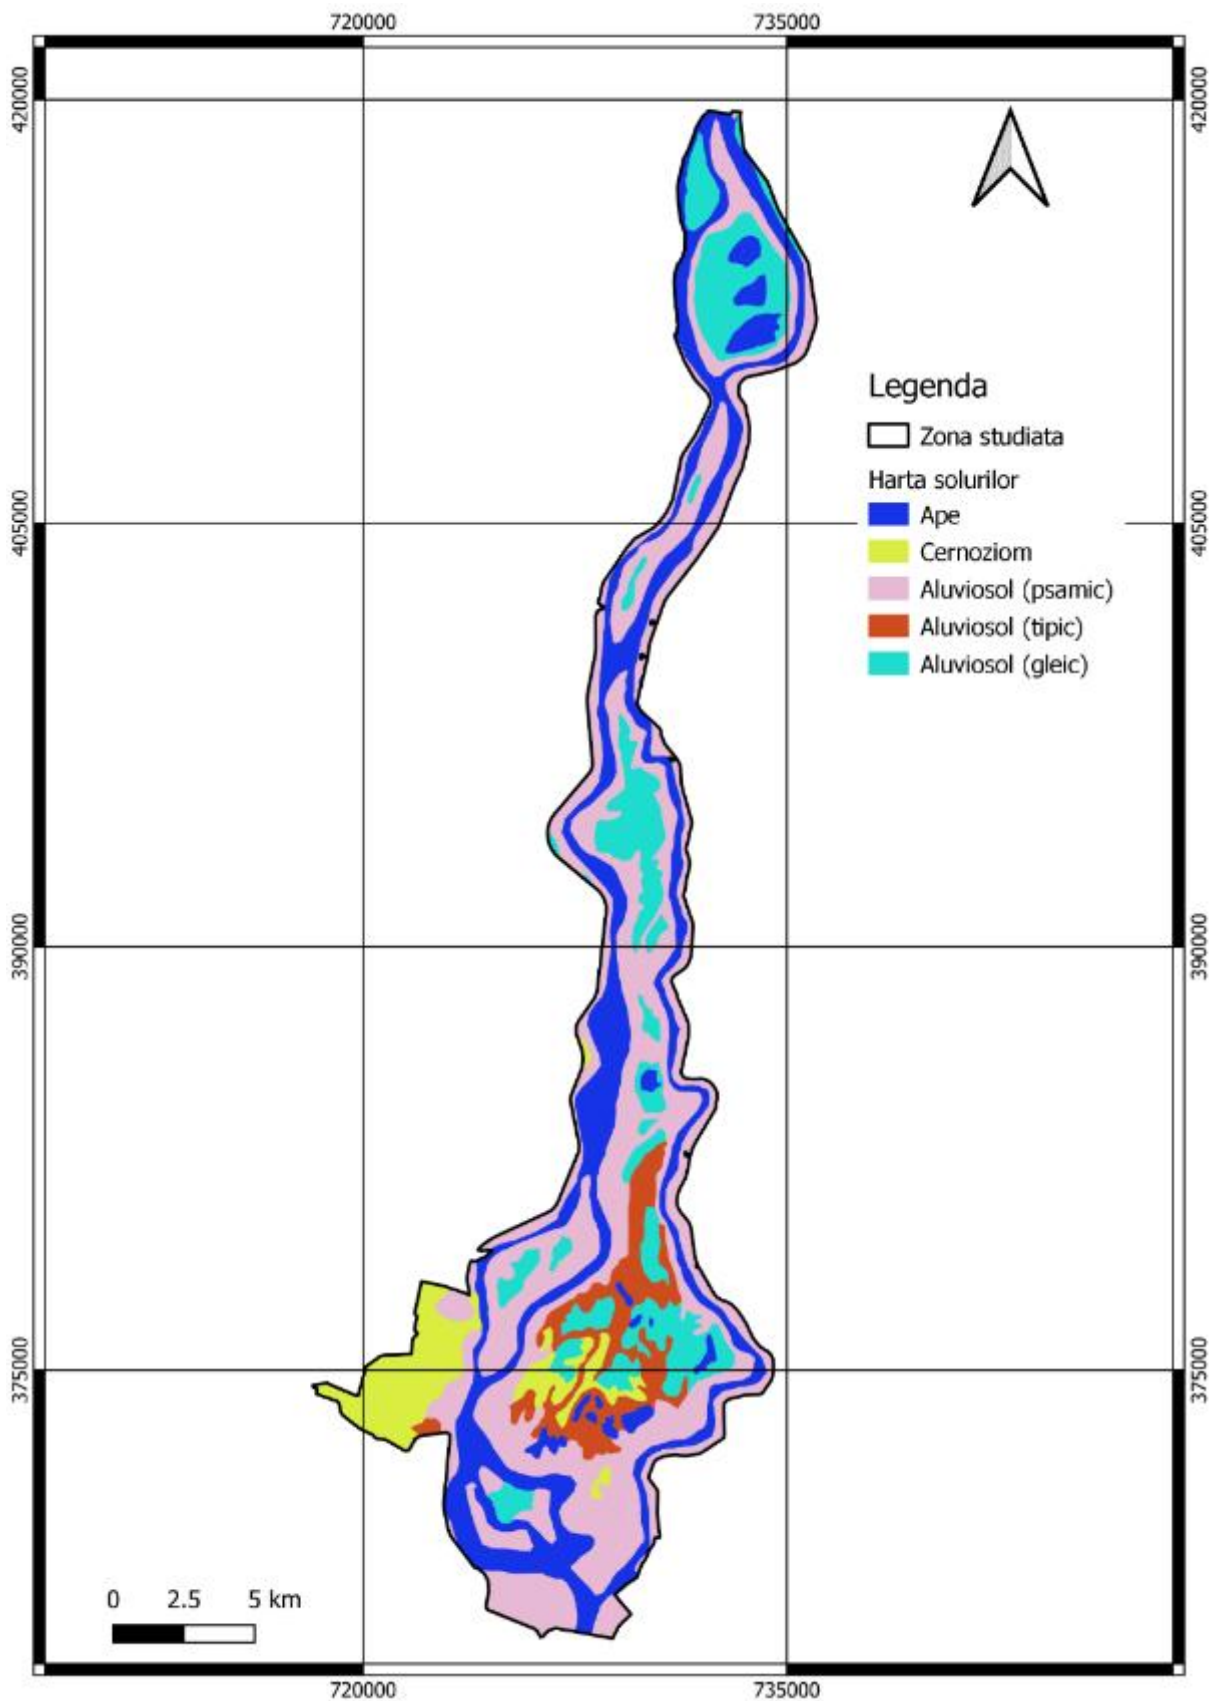 720000 735000
420000 420000
Legenda
Zona studiata
Harta solurilor
Ape
405000 405000
Cernoziom
Aluviosol (psamic)
Aluviosol (tipic)
Aluviosol (gleic)
390000 390000
375000 375000
0 2.5 5 km
720000 735000